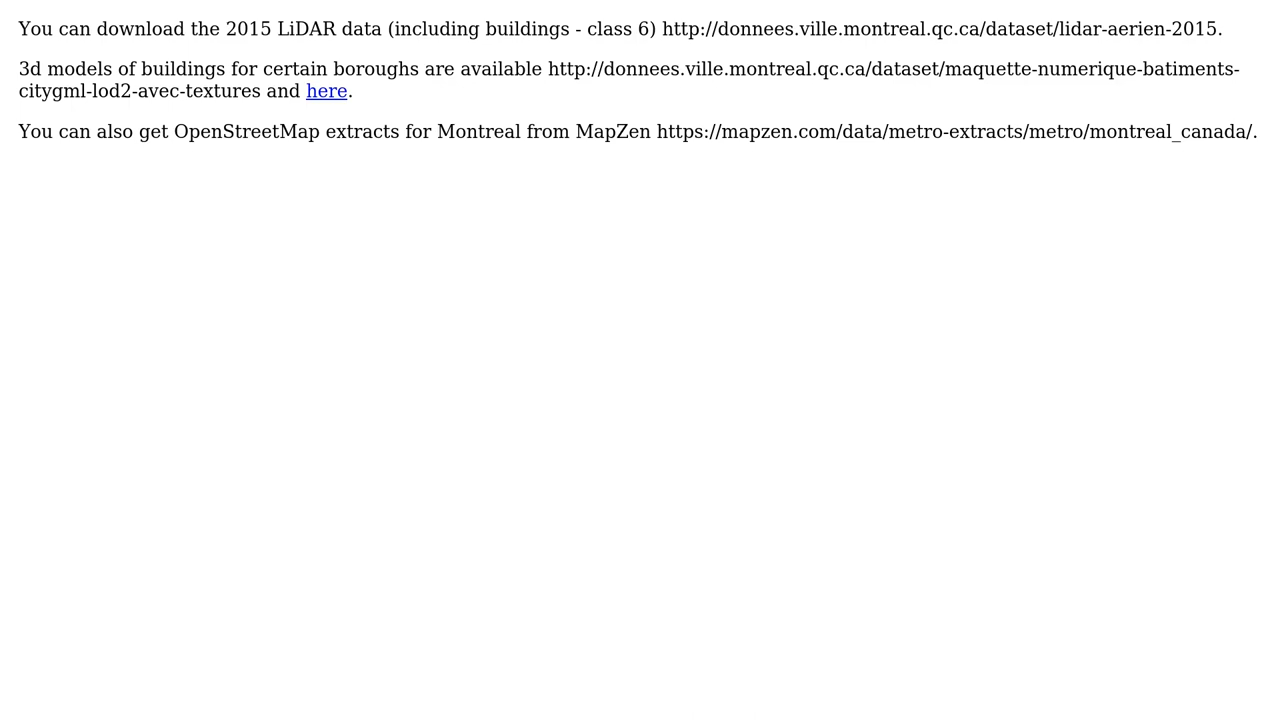 You can download the 2015 LiDAR data (including buildings - class 6) http://donnees.ville.montreal.qc.ca/dataset/lidar-aerien-2015.
3d models of buildings for certain boroughs are available http://donnees.ville.montreal.qc.ca/dataset/maquette-numerique-batiments-
citygml-lod2-avec-textures and here.
You can also get OpenStreetMap extracts for Montreal from MapZen https://mapzen.com/data/metro-extracts/metro/montreal_canada/.